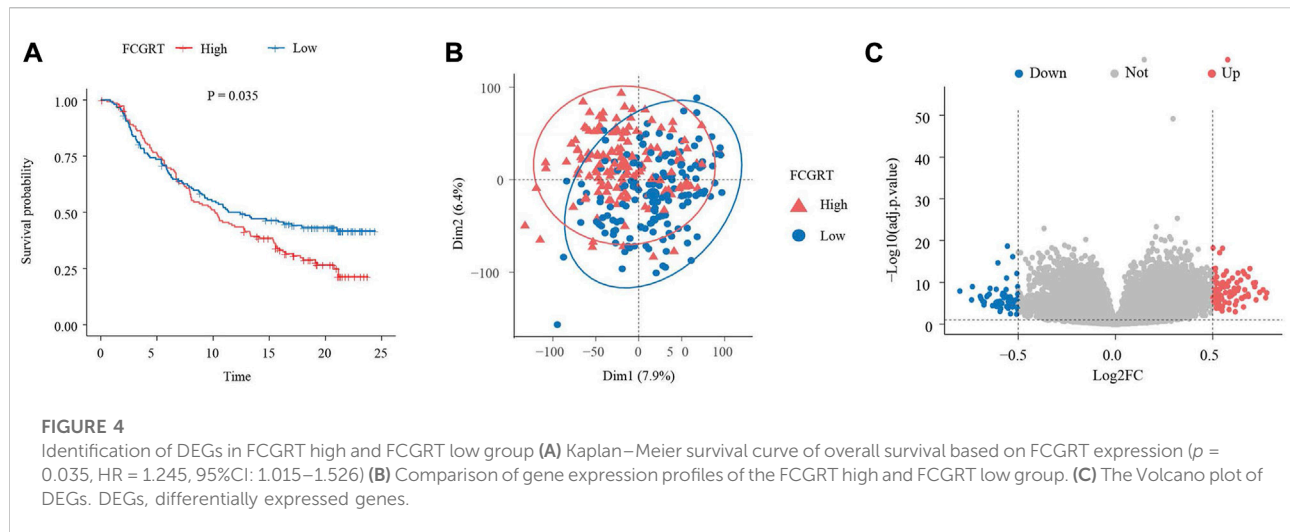 A
FCGRT High Low
P = 0.035
1.00
0.75
0.50
0.25
0.00
Survival probability
0 5 10 15 20 25
Time
B
100
0
−100
Dim2 (6.4%)
−100 −50 0 5 0 100
Dim1 (7.9%)
FCGRT
High
Low
C
Down Not Up
50
40
30
20
10
0
−Log10(adj.p.value)
−0.5 0.0 0.5
Log2FC
FIGURE 4
Identification of DEGs in FCGRT high and FCGRT low group (A) Kaplan–Meier survival curve of overall survival based on FCGRT expression (p =
0.035, HR = 1.245, 95%CI: 1.015–1.526) (B) Comparison of gene expression profiles of the FCGRT high and FCGRT low group. (C) The Volcano plot of
DEGs. DEGs, differentially expressed genes.